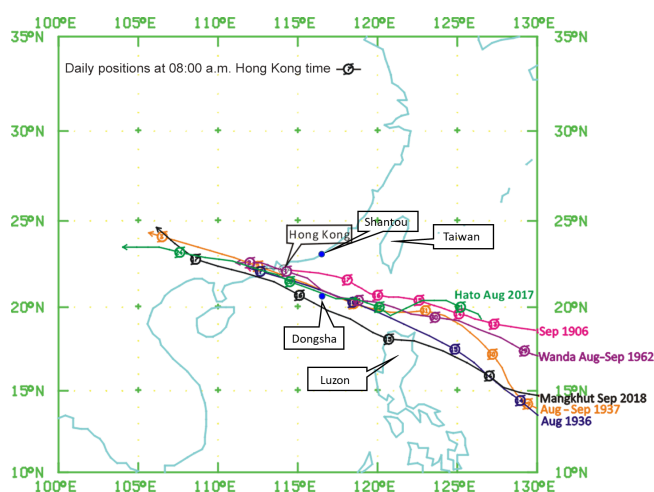 100°E 105°E 110°E 115°E 120°E 125°E 130°E
35°N 35°N
Daily positions at 08:00 a.m. Hong Kong time
30°N 30°N
25°N 25°N
Shantou
Hong Kong
Taiwan
Hato Aug 2017
20°N 20°N
Sep 1906
Dongsha
Wanda Aug–Sep 1962
Luzon
15°N 15°N
Mangkhut Sep 2018
Aug - Sep 1937
Aug 1936
10°N 10°N
100°E 105°E 110°E 115°E 120°E 125°E 130°E